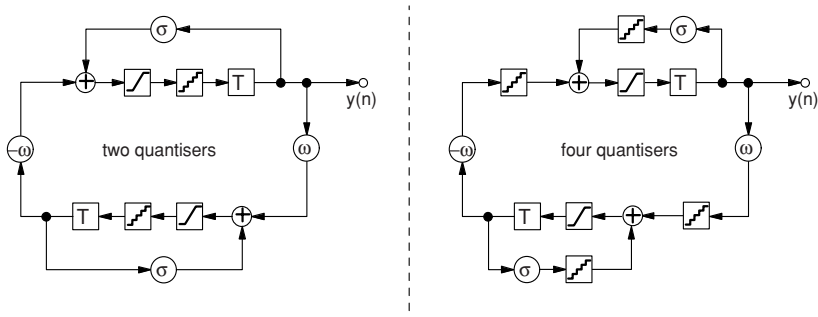 σ
σ
T
T
y(n)
y(n)
−ω
two quantisers
ω
−ω
four quantisers
ω
T
T
σ
σ